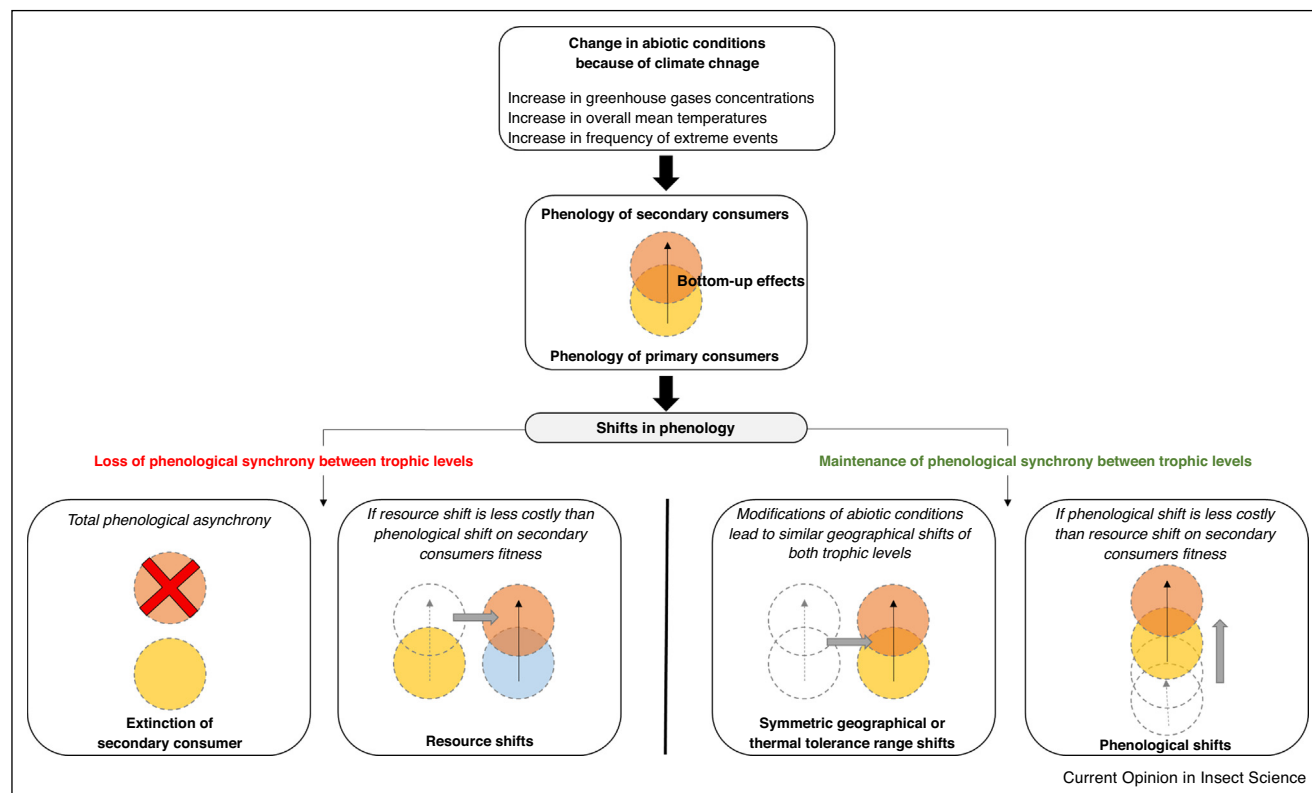 Change in abiotic conditions
because of climate chnage
Increase in greenhouse gases concentrations
Increase in overall mean temperatures
Increase in frequency of extreme events
Phenology of secondary consumers
Bottom-up effects
Phenology of primary consumers
Shifts in phenology
Loss of phenological synchrony between trophic levels
Maintenance of phenological synchrony between trophic levels
Total phenological asynchrony
Extinction of
secondary consumer
If resource shift is less costly than
phenological shift on secondary
consumers fitness
Resource shifts
Modifications of abiotic conditions
lead to similar geographical shifts of
both trophic levels
Symmetric geographical or
thermal tolerance range shifts
If phenological shift is less costly
than resource shift on secondary
consumers fitness
Phenological shifts
Current Opinion in Insect Science